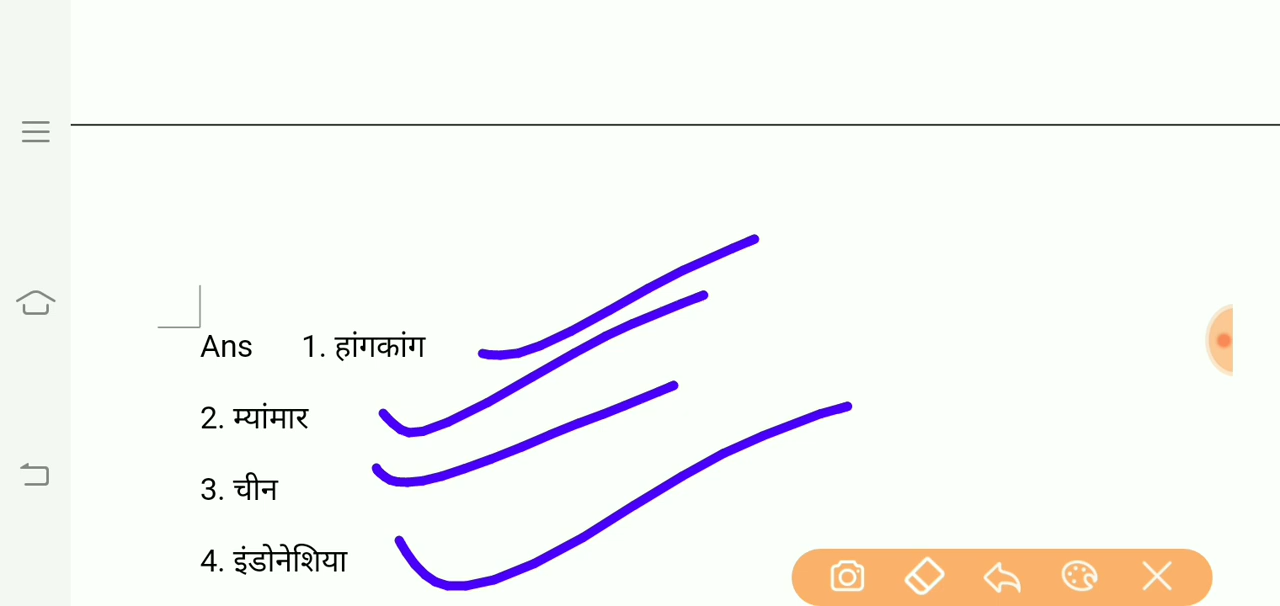 Ans 1. हांगकांग
2. म्यांमार
3. चीन
4. इंडोनेशिया